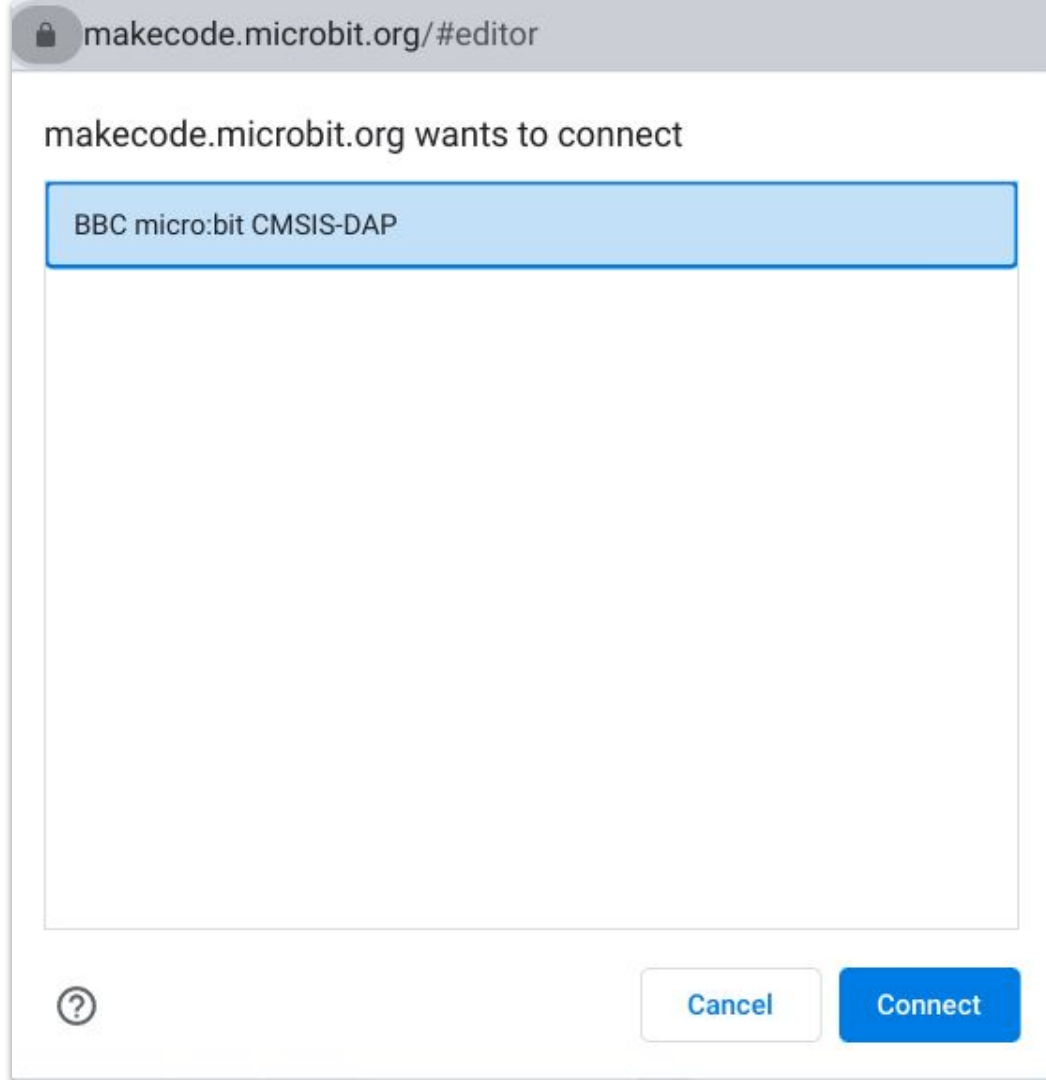 makecode.microbit.org/#editor
makecode.microbit.org wants to connect
BBC micro:bit CMSIS-DAP
Cancel
Connect